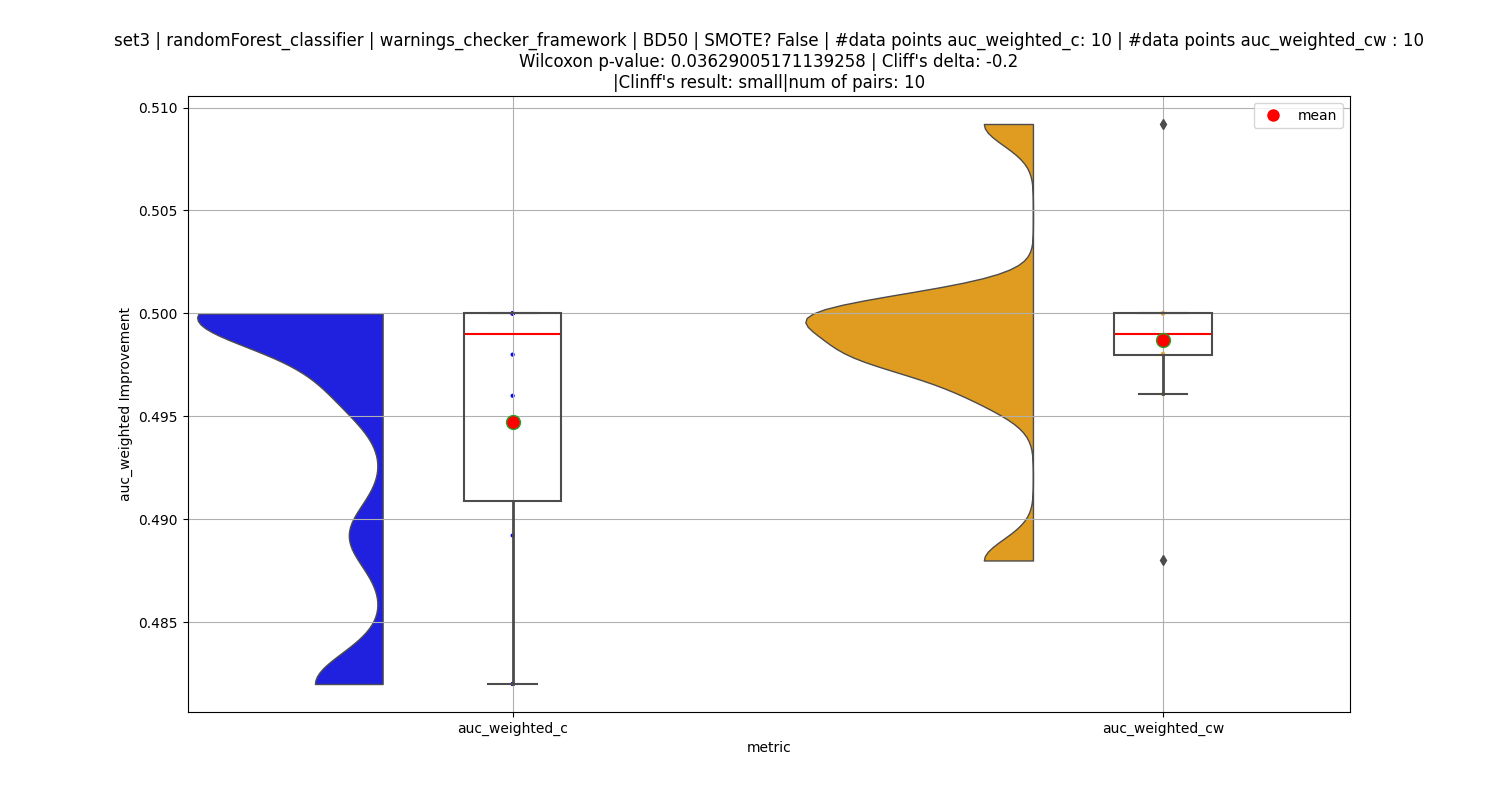 set3 | randomForest_classifier | warnings_checker_framework | BD50 | SMOTE? False | #data points auc_weighted_c: 10 | #data points auc_weighted_cw : 10
Wilcoxon p-value: 0.03629005171139258 | Cliff's delta: -0.2
|Clinff's result: small|num of pairs: 10
mean
0.510
0.505
0.500
0.495
0.490
0.485
auc_weighted Improvement
auc_weighted_c
auc_weighted_cw
metric